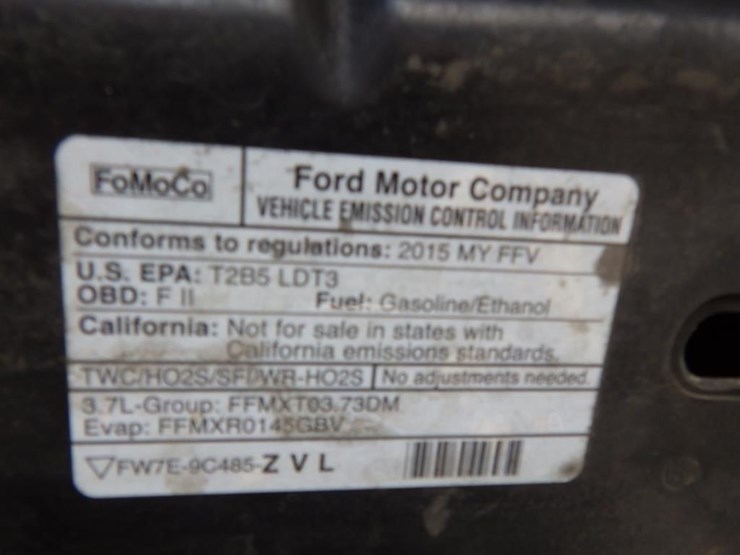 FoMoCo
Ford Motor Company
VEHICLE EMISSION CONTROL INFORMATION
Conforms to regulations: 2015 MY FFV
U.S. EPA: T2B5 LDT3
OBD: F II Fuel: Gasoline/Ethanol
California: Not for sale in states with
California emissions standards.
TWC/HO2S/SFI/WR-HO2S No adjustments needed.
3.7L-Group: FFMXT03.73DM
Evap: FFMXR0145GBV
▽FW7E-9C485-Z V L